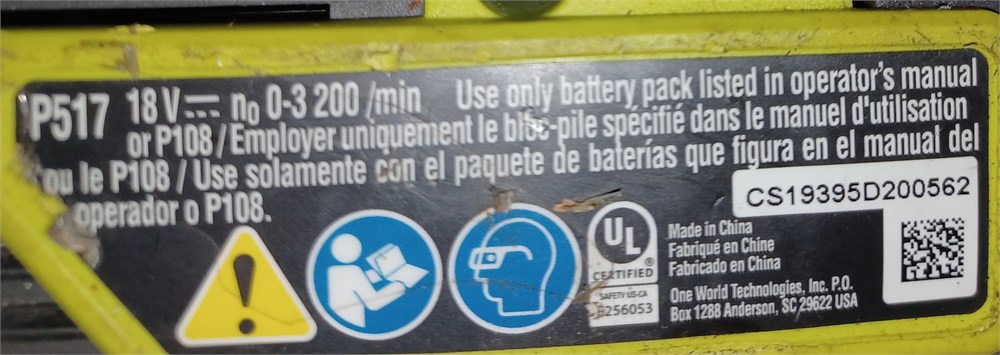 P517 18 V⎓ n₀ 0-3 200 /min Use only battery pack listed in operator's manual
or P108 / Employer uniquement le bloc-pile spécifié dans le manuel d'utilisation
ou le P108 / Use solamente con el paquete de baterías que figura en el manual del
operador o P108.
CS19395D200562
UL
CERTIFIED
®
SAFETY US-CA
E256053
Made in China
Fabriqué en Chine
Fabricado en China
One World Technologies, Inc. P.O.
Box 1288 Anderson, SC 29622 USA